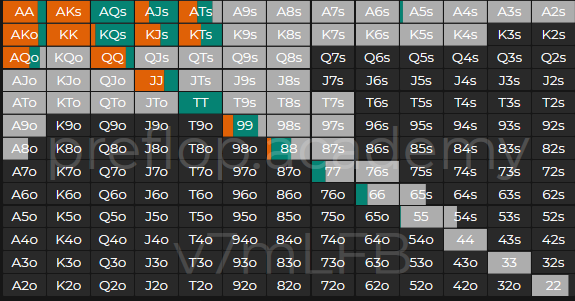 AA AKs AQs AJs ATs A9s A8s A7s A6s A5s A4s A3s A2s
AKo KK KQs KJs KTs K9s K8s K7s K6s K5s K4s K3s K2s
AQo KQo QQ QJs QTs Q9s Q8s Q7s Q6s Q5s Q4s Q3s Q2s
AJo KJo QJo JJ JTs J9s J8s J7s J6s J5s J4s J3s J2s
ATo KTo QTo JTo TT T9s T8s T7s T6s T5s T4s T3s T2s
A9o K9o Q9o J9o T9o 99 98s 97s 96s 95s 94s 93s 92s
A8o K8o Q8o J8o T8o 98o 88 87s 86s 85s 84s 83s 82s
preflop.academy
A7o K7o Q7o J7o T7o 97o 87o 77 76s 75s 74s 73s 72s
A6o K6o Q6o J6o T6o 96o 86o 76o 66 65s 64s 63s 62s
A5o K5o Q5o J5o T5o 95o 85o 75o 65o 55 54s 53s 52s
A4o K4o Q4o J4o T4o 94o 84o 74o 64o 54o 44 43s 42s
v7mLFB
A3o K3o Q3o J3o T3o 93o 83o 73o 63o 53o 43o 33 32s
A2o K2o Q2o J2o T2o 92o 82o 72o 62o 52o 42o 32o 22